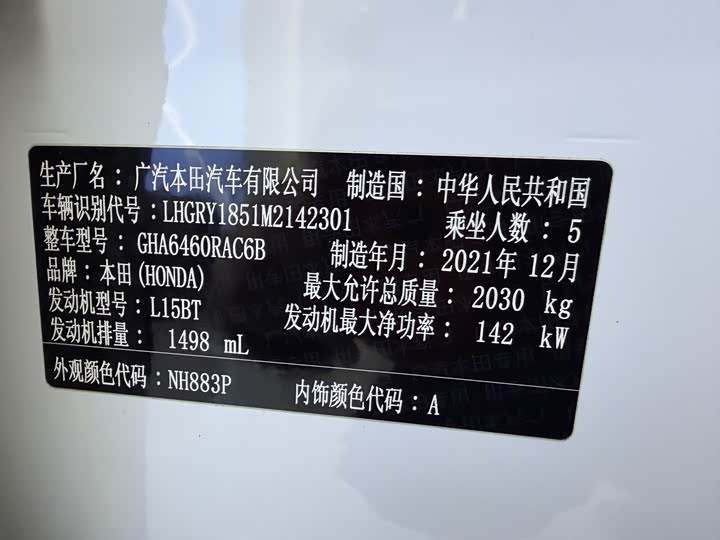 生产厂名：广汽本田汽车有限公司 制造国：中华人民共和国
车辆识别代号：LHGRY1851M2142301 乘坐人数：5
整车型号：GHA6460RAC6B 制造年月：2021年12月
品牌：本田(HONDA) 最大允许总质量：2030 kg
发动机型号：L15BT 发动机最大净功率：142 kW
发动机排量：1498 mL
外观颜色代码：NH883P 内饰颜色代码：A